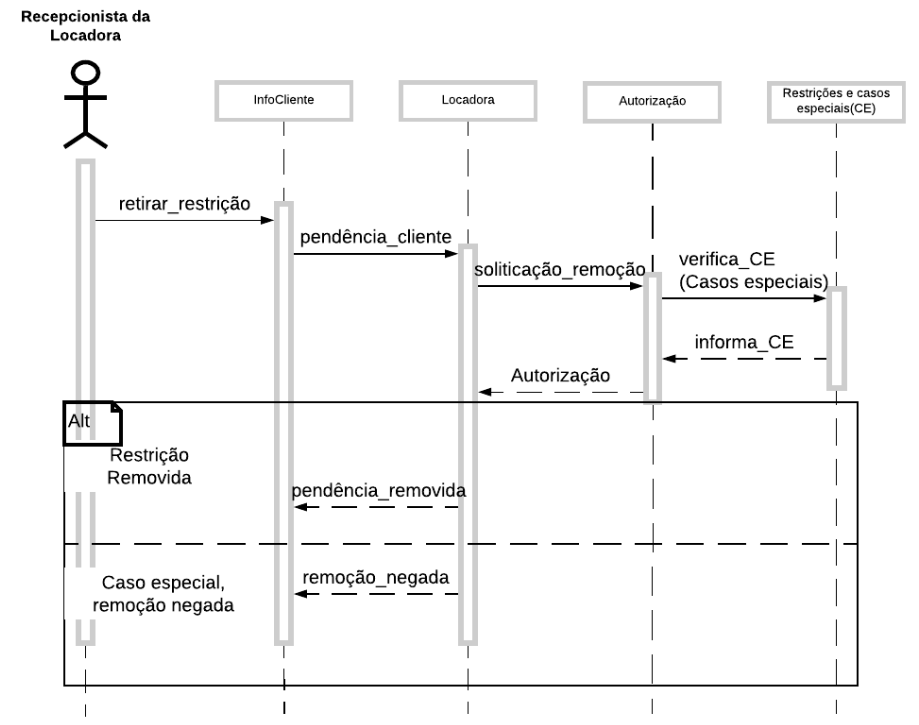 Recepcionista da
Locadora
InfoCliente
Locadora
Autorização
Restrições e casos
especiais(CE)
retirar_restrição
pendência_cliente
soliticação_remoção
verifica_CE
(Casos especiais)
informa_CE
Autorização
Alt
Restrição
Removida
pendência_removida
Caso especial,
remoção negada
remoção_negada